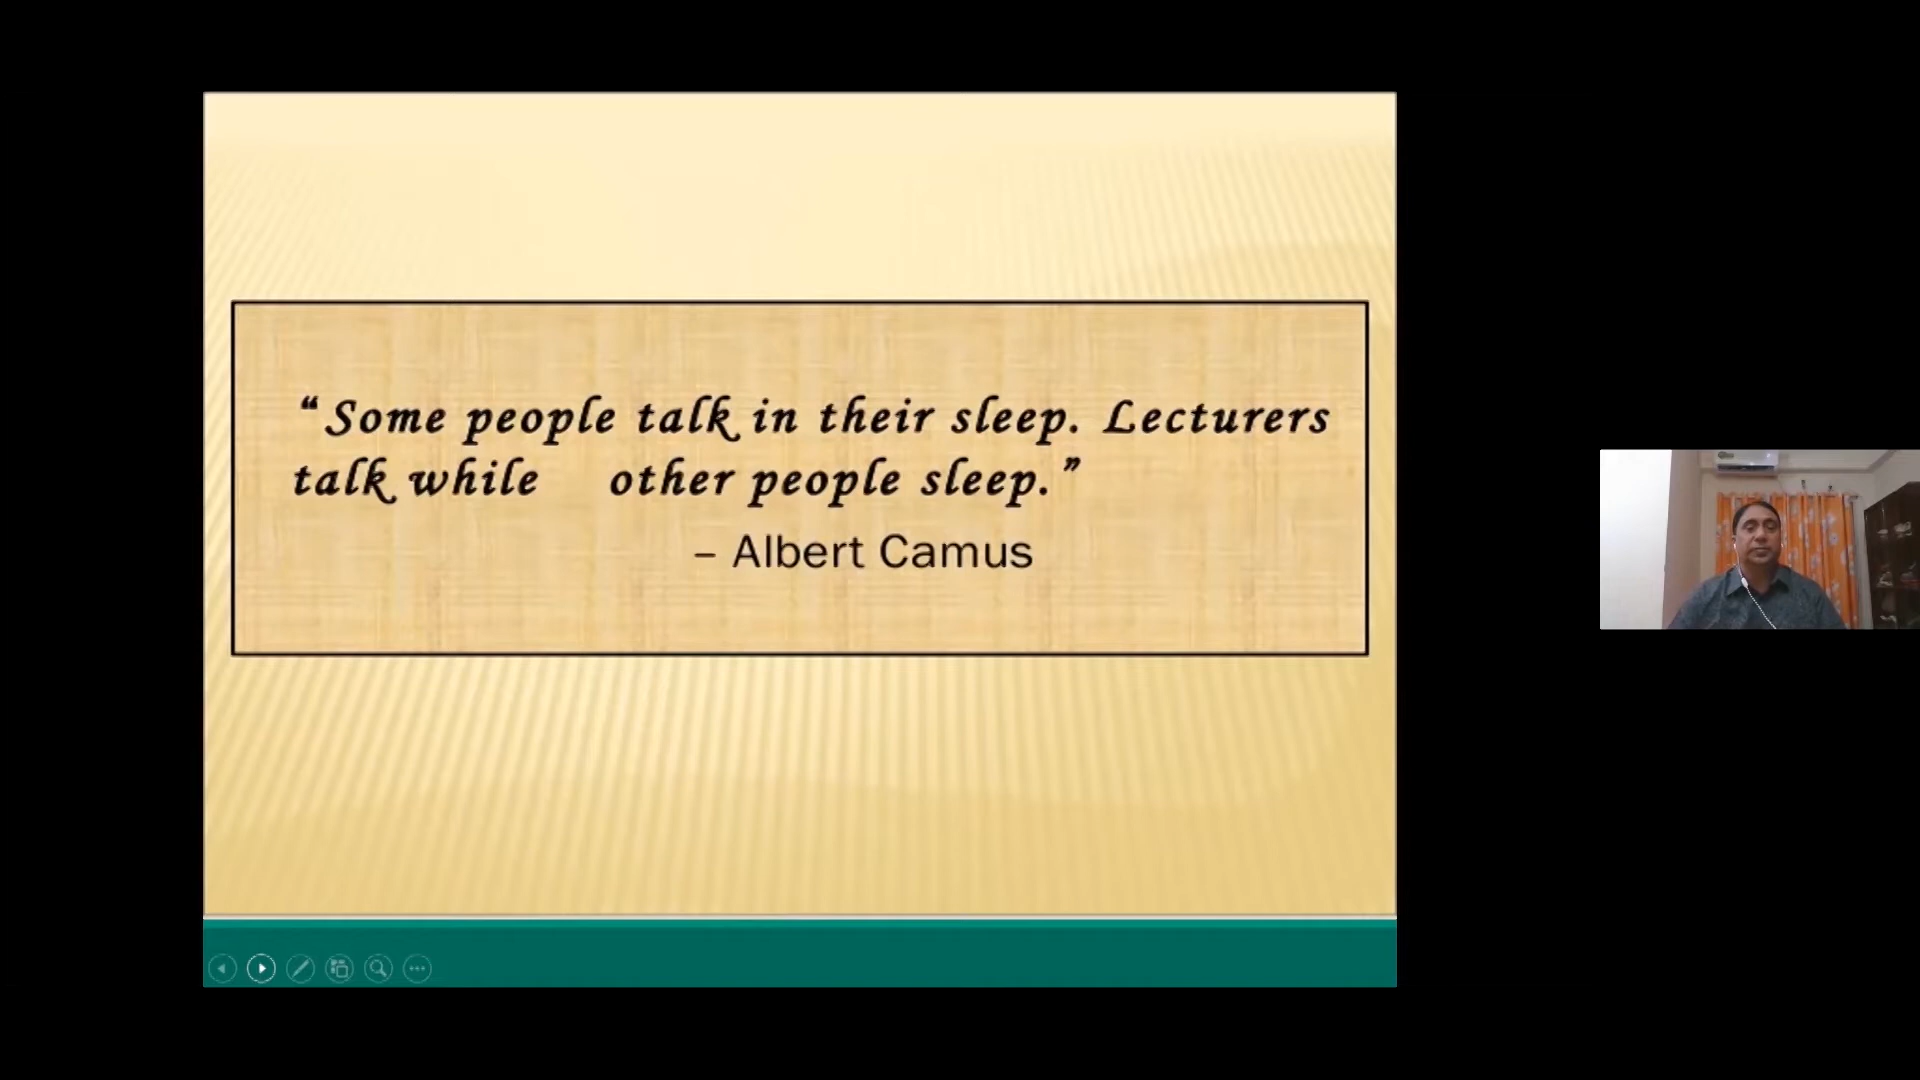 “Some people talk in their sleep. Lecturers
talk while other people sleep.”
– Albert Camus